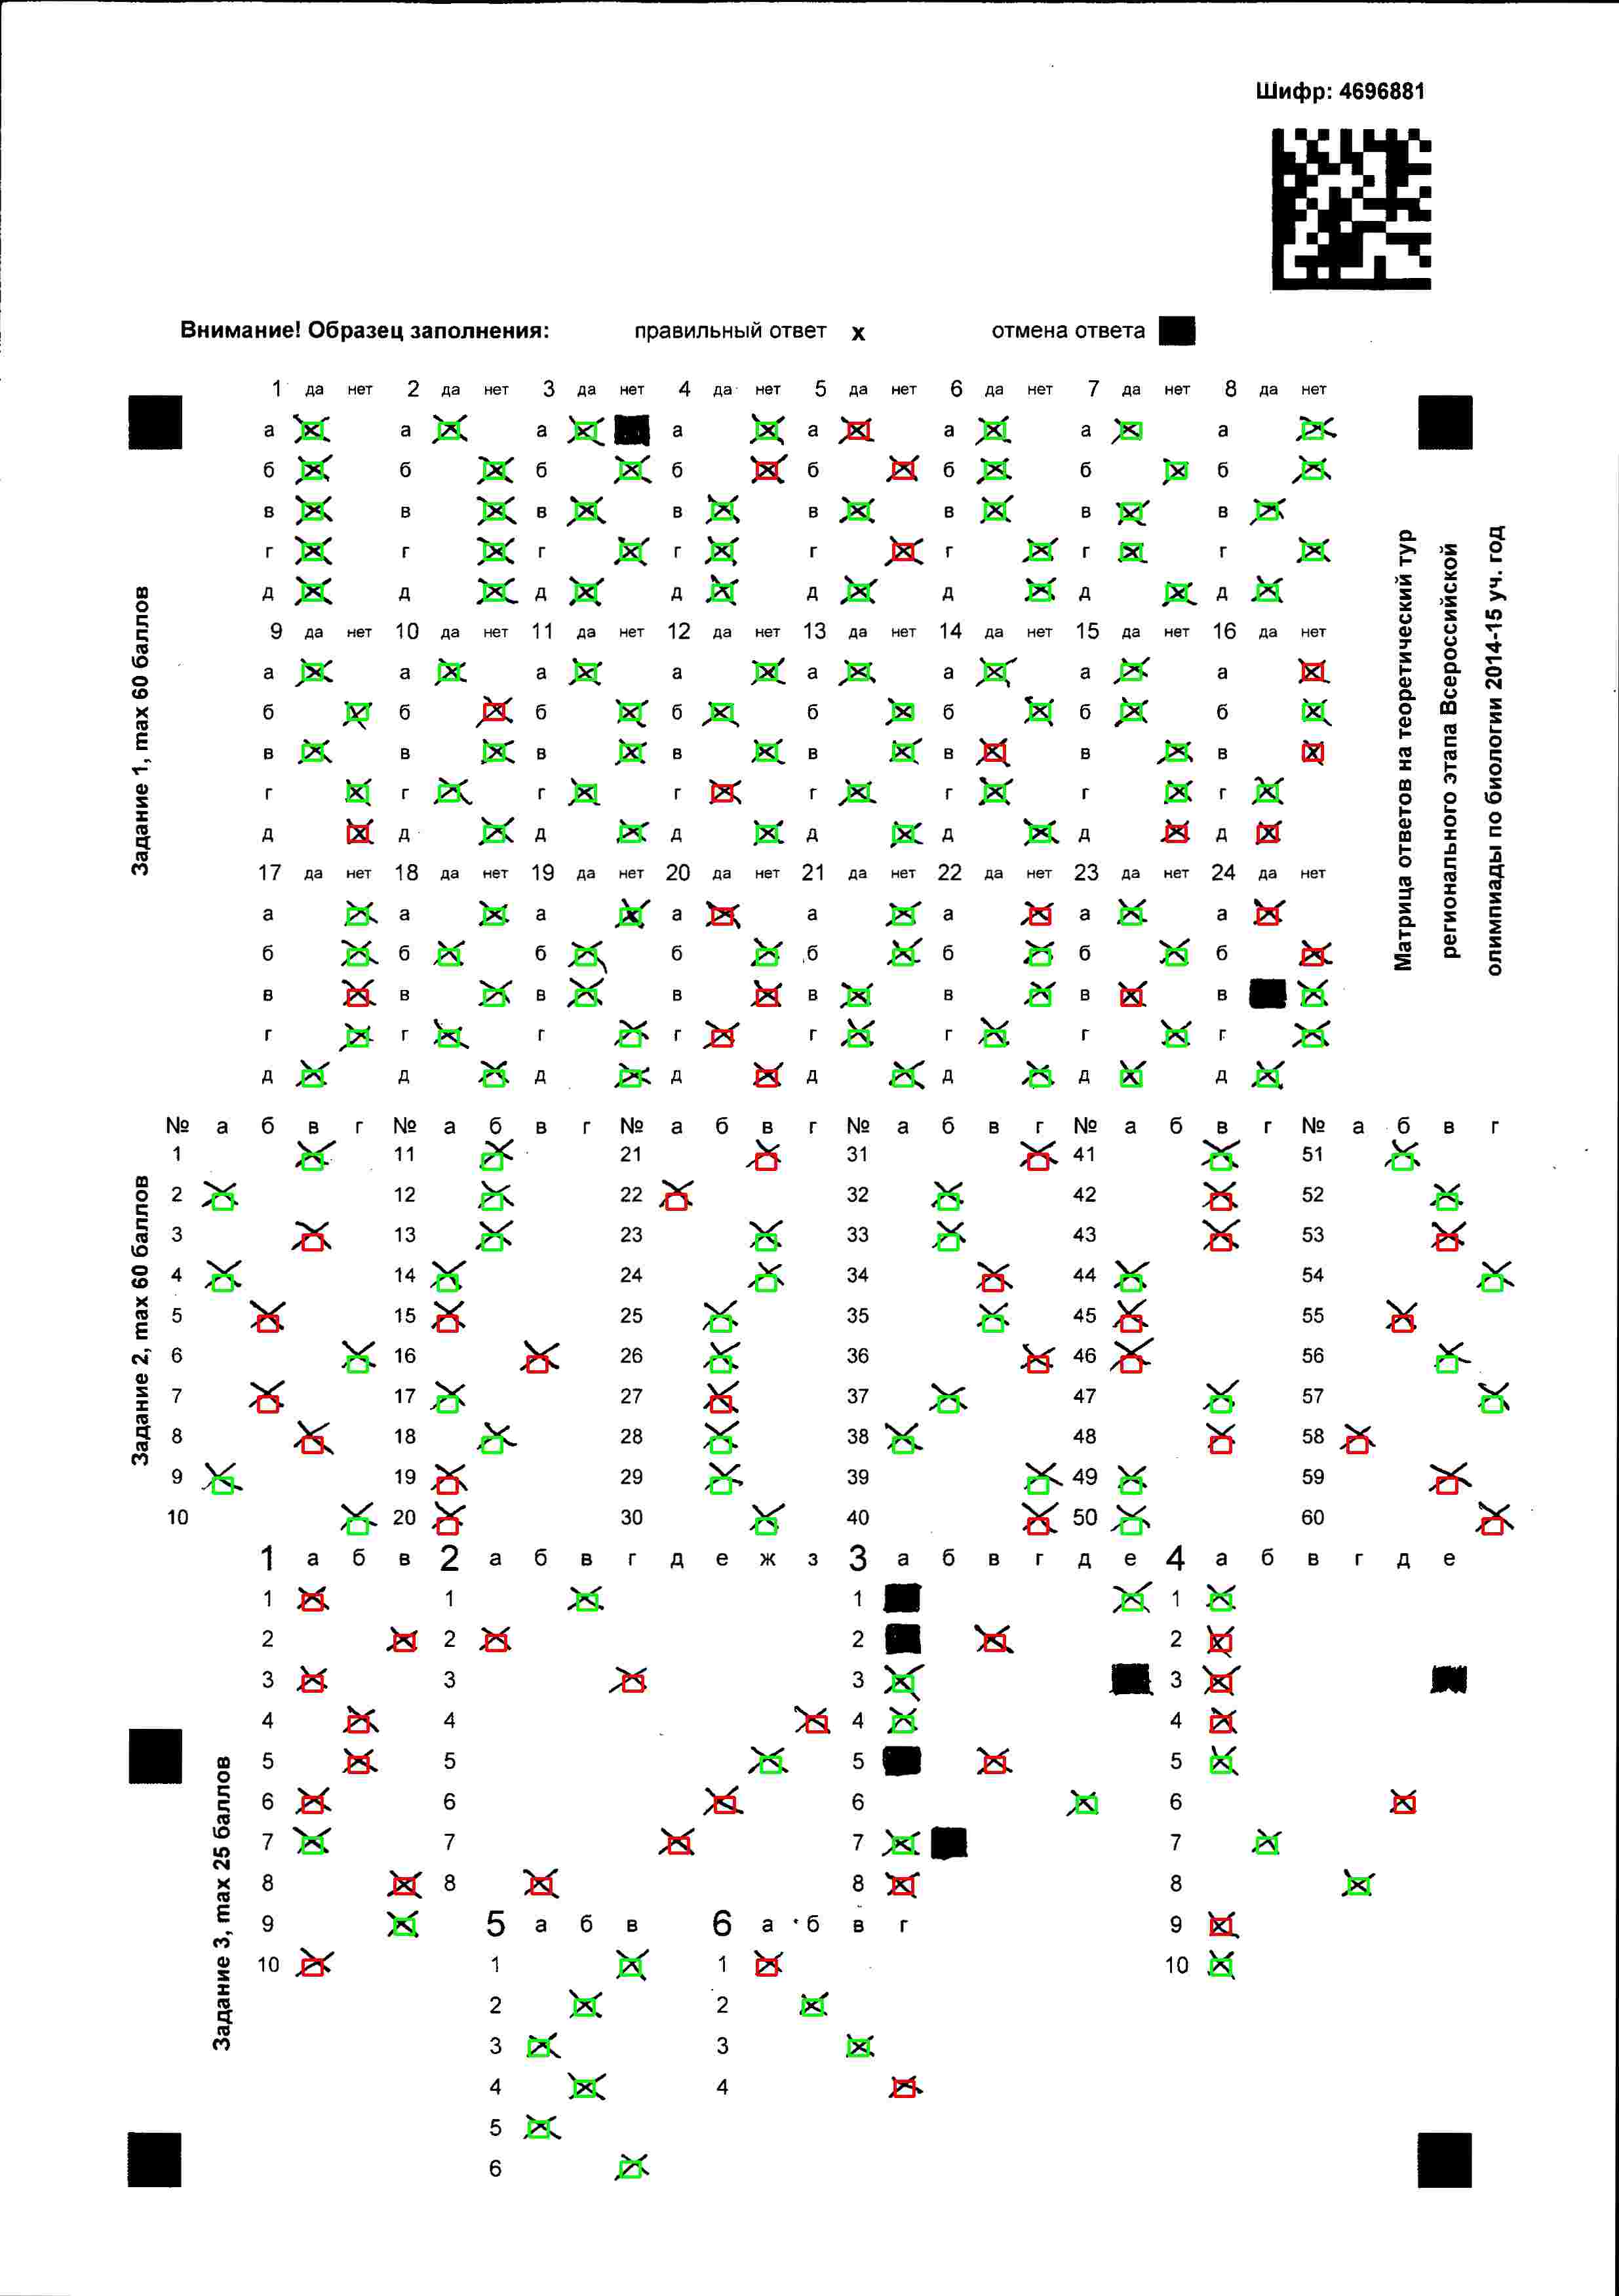 Шифр: 4696881
Внимание! Образец заполнения: правильный ответ х отмена ответа
1 да нет 2 да нет 3 да нет 4 да нет 5 да нет 6 да нет 7 да нет 8 да нет
а а а а а а а а
б б б б б б б б
в в в в в в в в
г г г г г г г г
д д д д д д д д
9 да нет 10 да нет 11 да нет 12 да нет 13 да нет 14 да нет 15 да нет 16 да нет
а а а а а а а а
б б б б б б б б
в в в в в в в в
г г г г г г г г
д д д д д д д д
17 да нет 18 да нет 19 да нет 20 да нет 21 да нет 22 да нет 23 да нет 24 да нет
а а а а а а а а
б б б б б б б б
в в в в в в в в
г г г г г г г г
д д д д д д д д
Задание 1, max 60 баллов
Матрица ответов на теоретический тур
регионального этапа Всероссийской
олимпиады по биологии 2014-15 уч. год
№ а б в г № а б в г № а б в г № а б в г № а б в г № а б в г
1 11 21 31 41 51
2 12 22 32 42 52
3 13 23 33 43 53
4 14 24 34 44 54
5 15 25 35 45 55
6 16 26 36 46 56
7 17 27 37 47 57
8 18 28 38 48 58
9 19 29 39 49 59
10 20 30 40 50 60
Задание 2, max 60 баллов
1 а б в 2 а б в г д е ж з 3 а б в г д е 4 а б в г д е
1 1 1 1
2 2 2 2
3 3 3 3
4 4 4 4
5 5 5 5
6 6 6 6
7 7 7 7
8 8 8 8
9 5 а б в 6 а б в г 9
10 1 1 10
2 2
3 3
4 4
5
6
Задание 3, max 25 баллов